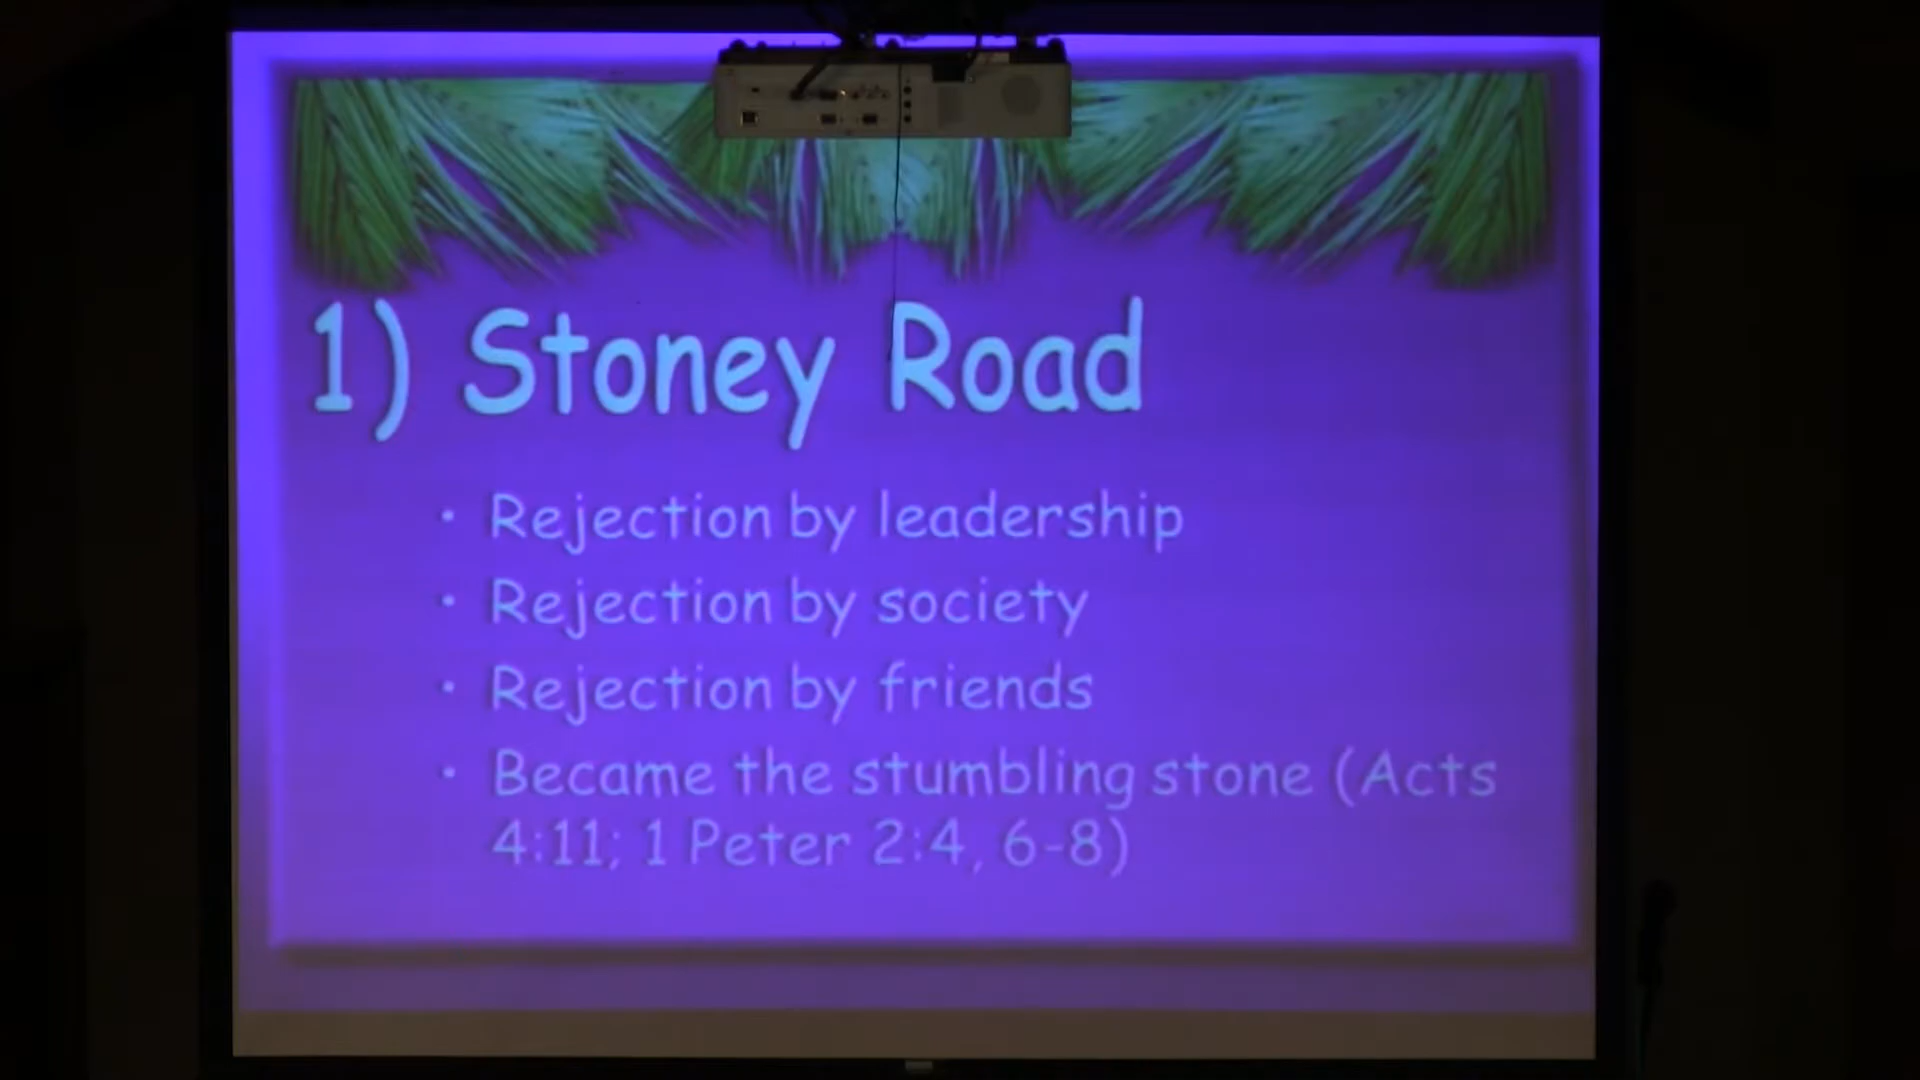 1) Stoney Road
• Rejection by leadership
• Rejection by society
• Rejection by friends
• Became the stumbling stone (Acts
4:11; 1 Peter 2:4, 6-8)